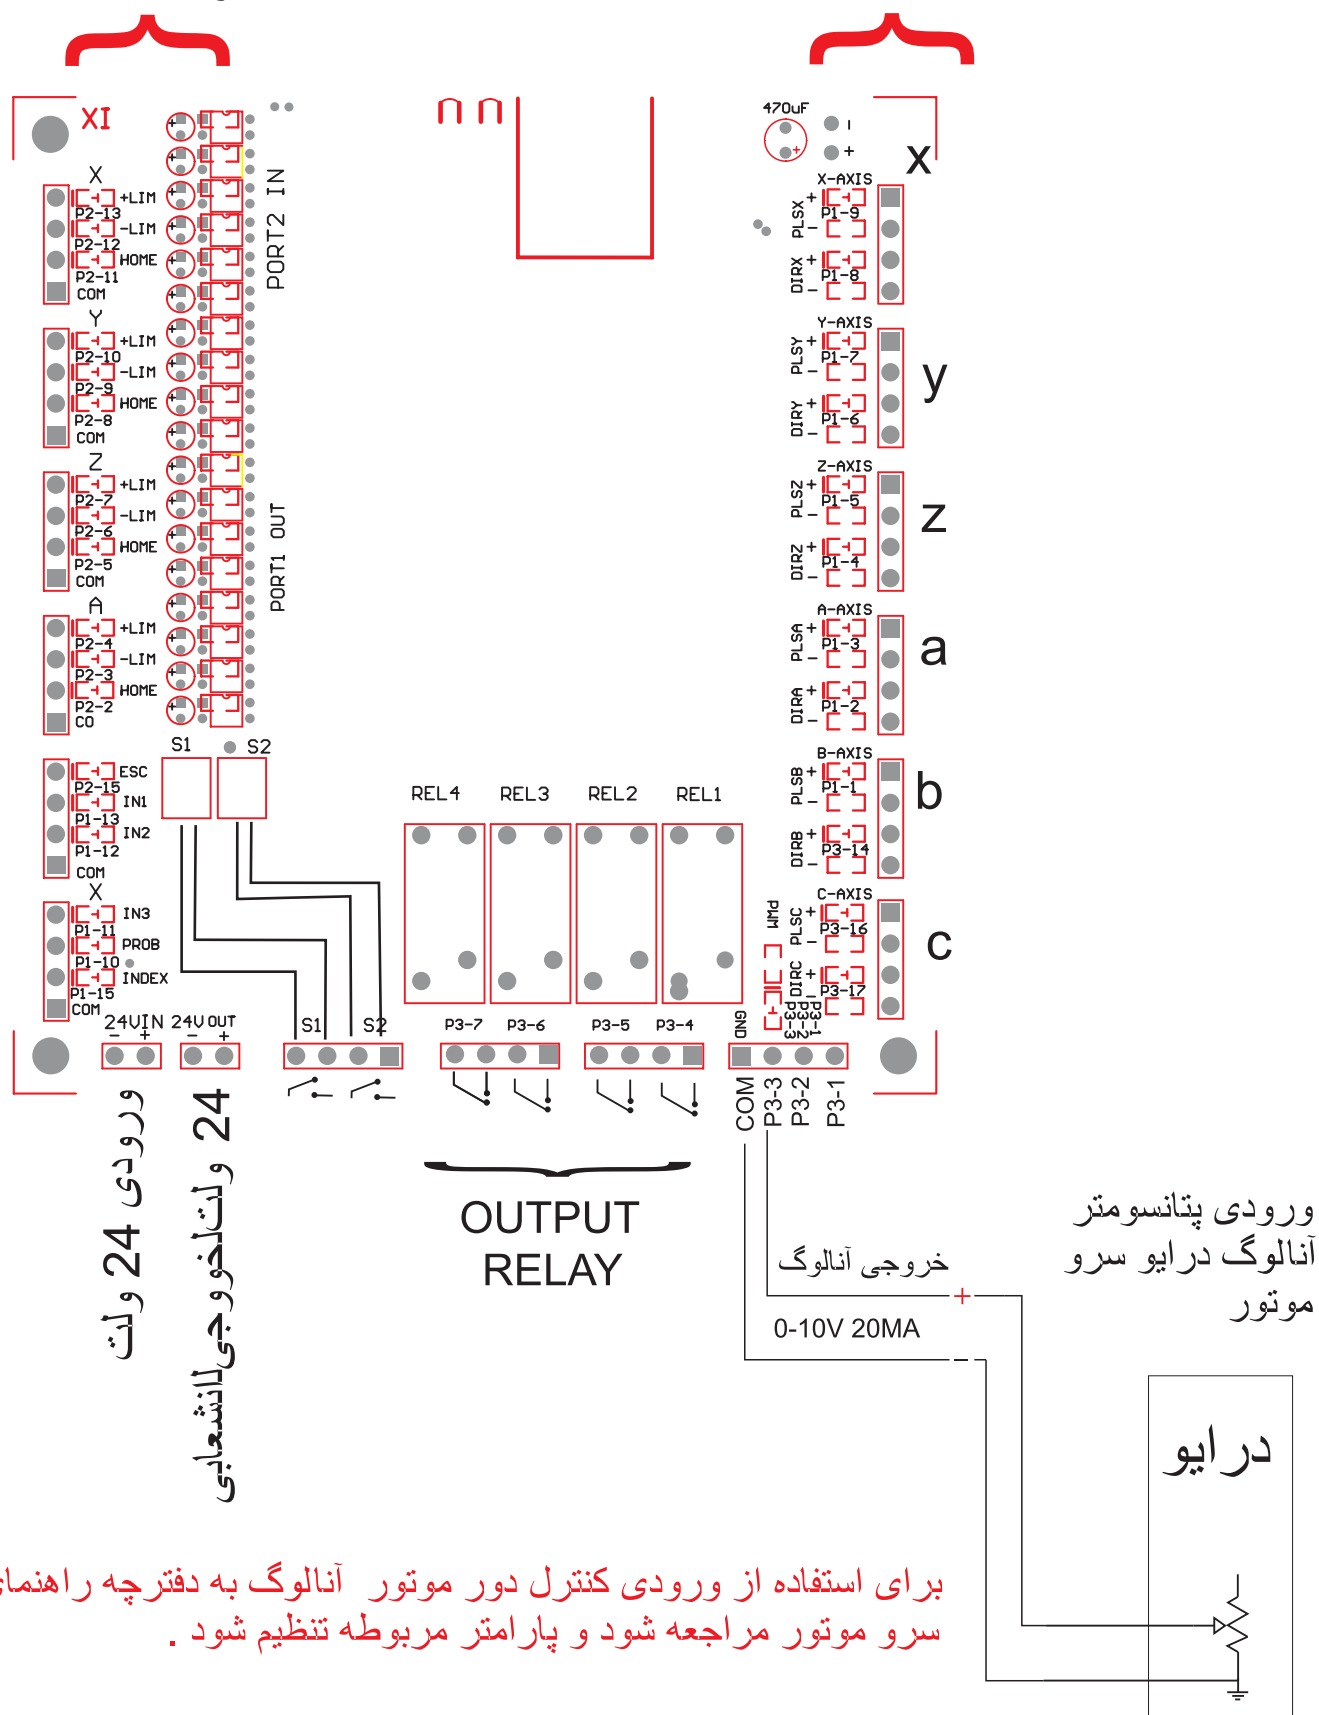 XI
X
+LIM
P2-13
-LIM
P2-12
HOME
P2-11
COM
Y
+LIM
P2-10
-LIM
P2-9
HOME
P2-8
COM
Z
+LIM
P2-7
-LIM
P2-6
HOME
P2-5
COM
A
+LIM
P2-4
-LIM
P2-3
HOME
P2-2
CO
ESC
P2-15
IN1
P1-13
IN2
P1-12
COM
X
IN3
P1-11
PROB
P1-10
INDEX
P1-15
COM
PORT2 IN
PORT1 OUT
S1 S2
470uF
-
+
X-AXIS
x
PLSX + -
P1-9
DIRX + -
P1-8
Y-AXIS
y
PLSY + -
P1-7
DIRY + -
P1-6
Z-AXIS
z
PLSZ + -
P1-5
DIRZ + -
P1-4
A-AXIS
a
PLSA + -
P1-3
DIRA + -
P1-2
B-AXIS
b
PLSB + -
P1-1
DIRB + -
P3-14
C-AXIS
c
PLSC + -
P3-16
DIRC + -
P3-17
PWM
REL4 REL3 REL2 REL1
24VIN 24V OUT
- + - +
S1 S2
P3-7 P3-6 P3-5 P3-4
GND P3-3 P3-2 P3-1
COM P3-3 P3-2 P3-1
ورودی 24 ولت
24 ولتلخووجیلانشعابی
OUTPUT
RELAY
خروجی آنالوگ
+
0-10V 20MA
-
ورودی پتانسومتر
آنالوگ درایو سرو
موتور
درایو
برای استفاده از ورودی کنترل دور موتور آنالوگ به دفترچه راهنمای
سرو موتور مراجعه شود و پارامتر مربوطه تنظیم شود .